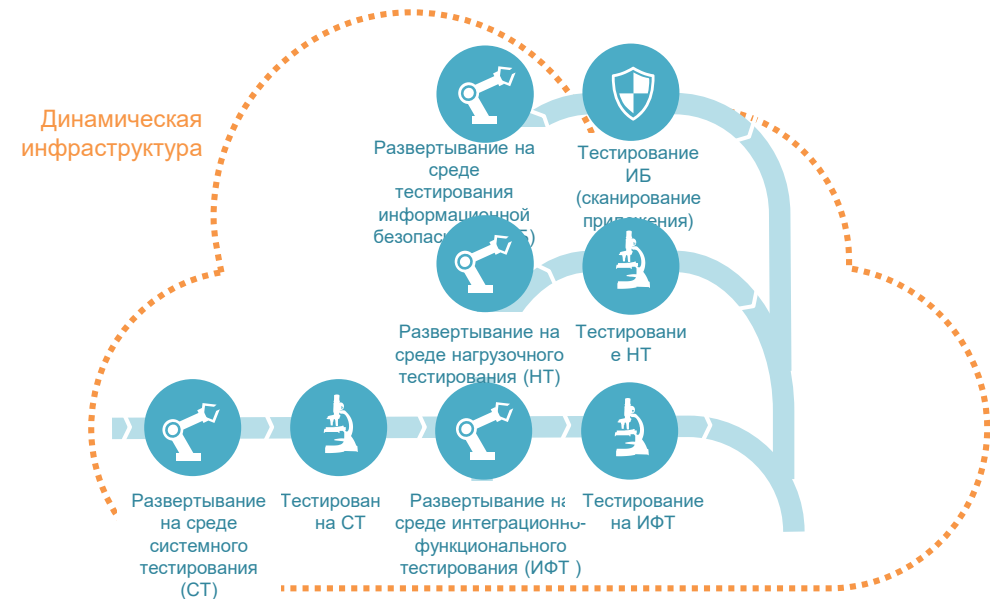 Динамическая
инфраструктура
Развертывание на
среде
тестирования
информационной
Тестирование
ИБ
(сканирование
приложения)
Развертывание на
среде нагрузочного
тестирования (НТ)
Тестировани
е НТ
Развертывание
на среде
системного
тестирования
(СТ)
Тестирован
на СТ
Развертывание на
среде интеграционно-
функционального
тестирования (ИФТ )
Тестирование
на ИФТ